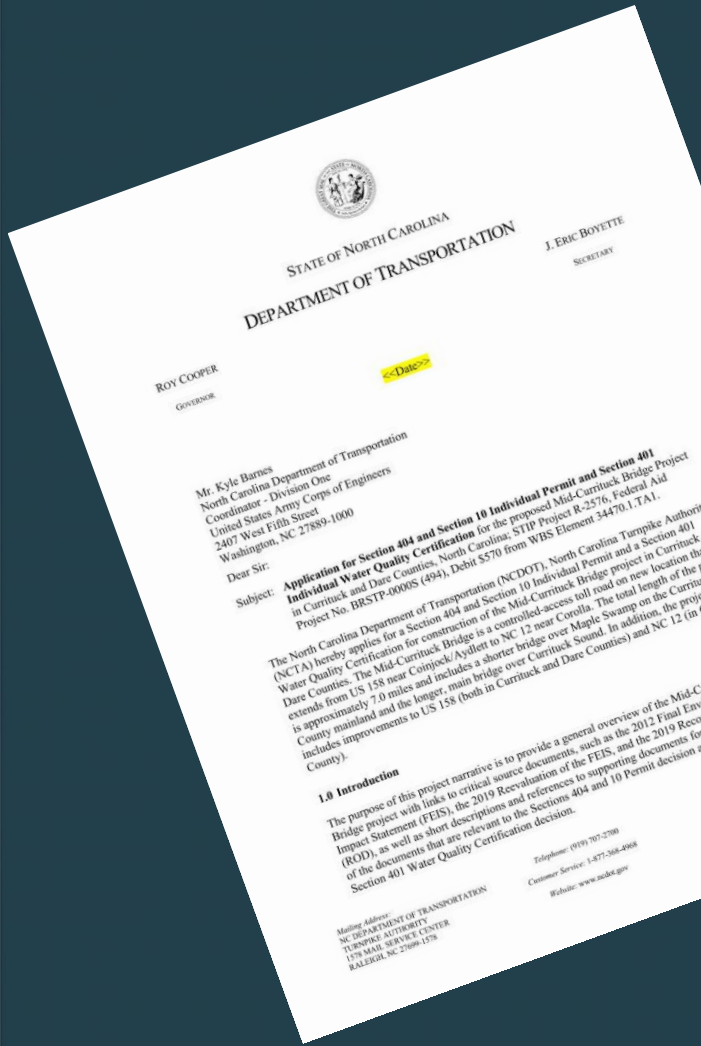 STATE OF NORTH CAROLINA
DEPARTMENT OF TRANSPORTATION
ROY COOPER
GOVERNOR
J. ERIC BOYETTE
SECRETARY
<<Date>>
Mr. Kyle Barnes
North Carolina Department of Transportation
Coordinator - Division One
United States Army Corps of Engineers
2407 West Fifth Street
Washington, NC 27889-1000
Dear Sir:
Subject: Application for Section 404 and Section 10 Individual Permit and Section 401
Individual Water Quality Certification for the proposed Mid-Currituck Bridge Project
in Currituck and Dare Counties, North Carolina; STIP Project R-2576, Federal Aid
Project No. BRSTP-0000S (494), Debit $570 from WBS Element 34470.1.TA1.
The North Carolina Department of Transportation (NCDOT), North Carolina Turnpike Authori
(NCTA) hereby applies for a Section 404 and Section 10 Individual Permit and a Section 401
Water Quality Certification for construction of the Mid-Currituck Bridge project in Currituck
Dare Counties. The Mid-Currituck Bridge is a controlled-access toll road on new location tha
extends from US 158 near Coinjock/Aydlett to NC 12 near Corolla. The total length of the
is approximately 7.0 miles and includes a shorter bridge over Maple Swamp on the Currit
County mainland and the longer, main bridge over Currituck Sound. In addition, the proj
includes improvements to US 158 (both in Currituck and Dare Counties) and NC 12 (in
County).
1.0 Introduction
The purpose of this project narrative is to provide a general overview of the Mid-C
Bridge project with links to critical source documents, such as the 2012 Final Env
Impact Statement (FEIS), the 2019 Reevaluation of the FEIS, and the 2019 Reco
(ROD), as well as short descriptions and references to supporting documents for
of the documents that are relevant to the Sections 404 and 10 Permit decision a
Section 401 Water Quality Certification decision.
Mailing Address:
NC DEPARTMENT OF TRANSPORTATION
TURNPIKE AUTHORITY
1578 MAIL SERVICE CENTER
RALEIGH, NC 27699-1578
Telephone: (919) 707-2700
Customer Service: 1-877-368-4968
Website: www.ncdot.gov